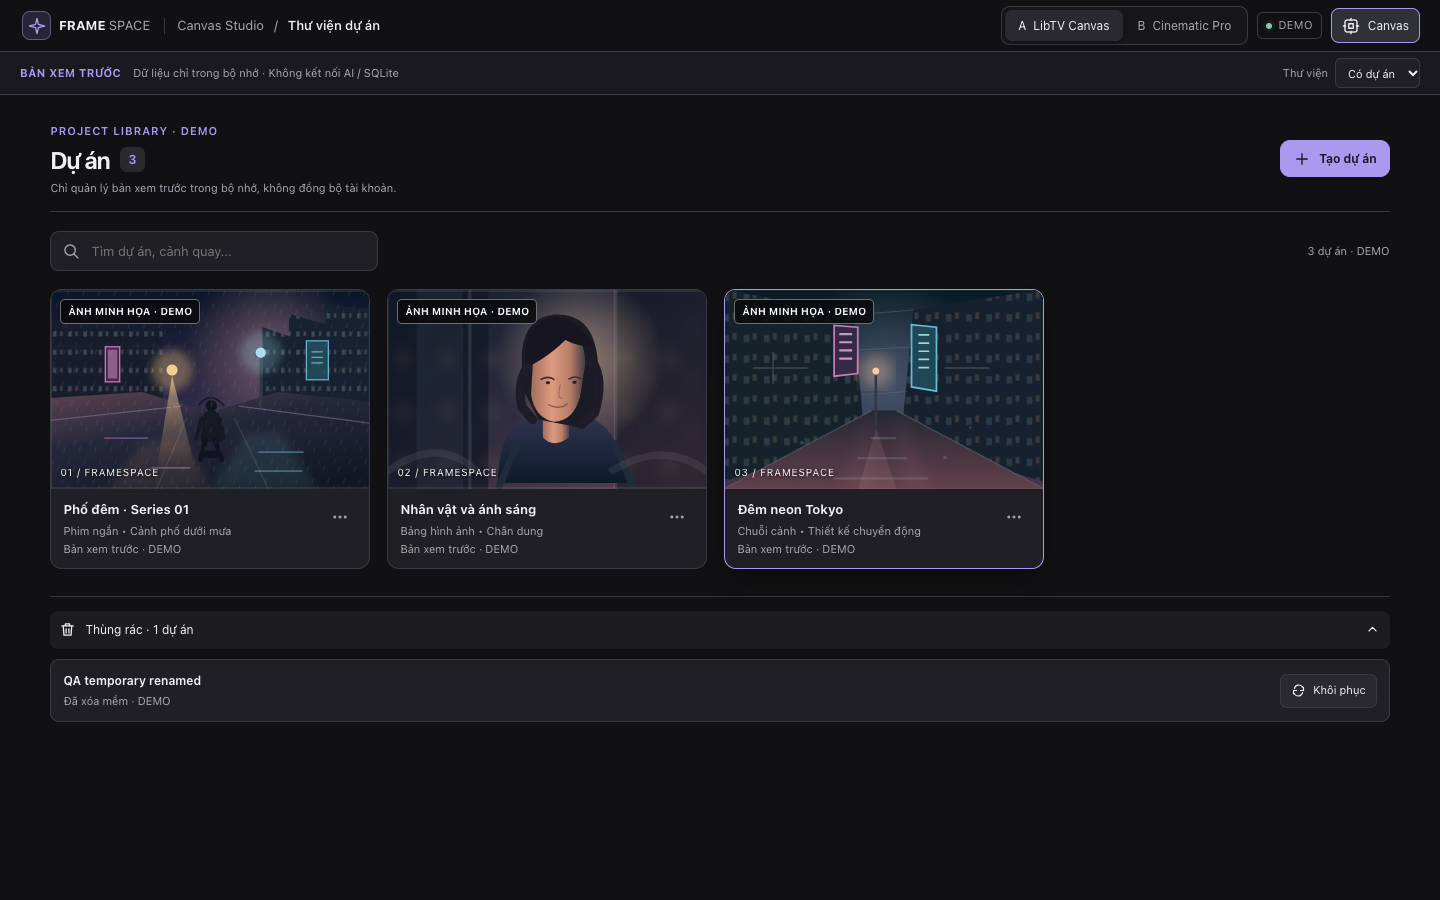 FRAME SPACE
Canvas Studio / Thư viện dự án
A LibTV Canvas
B Cinematic Pro
DEMO
Canvas
BẢN XEM TRƯỚC
Dữ liệu chỉ trong bộ nhớ · Không kết nối AI / SQLite
Thư viện
Có dự án
PROJECT LIBRARY · DEMO
Dự án 3
Tạo dự án
Chỉ quản lý bản xem trước trong bộ nhớ, không đồng bộ tài khoản.
Tìm dự án, cảnh quay...
3 dự án · DEMO
ẢNH MINH HỌA · DEMO
01 / FRAMESPACE
Phố đêm · Series 01
Phim ngắn • Cảnh phố dưới mưa
Bản xem trước · DEMO
ẢNH MINH HỌA · DEMO
02 / FRAMESPACE
Nhân vật và ánh sáng
Bảng hình ảnh • Chân dung
Bản xem trước · DEMO
ẢNH MINH HỌA · DEMO
03 / FRAMESPACE
Đêm neon Tokyo
Chuỗi cảnh • Thiết kế chuyển động
Bản xem trước · DEMO
Thùng rác · 1 dự án
QA temporary renamed
Đã xóa mềm · DEMO
Khôi phục